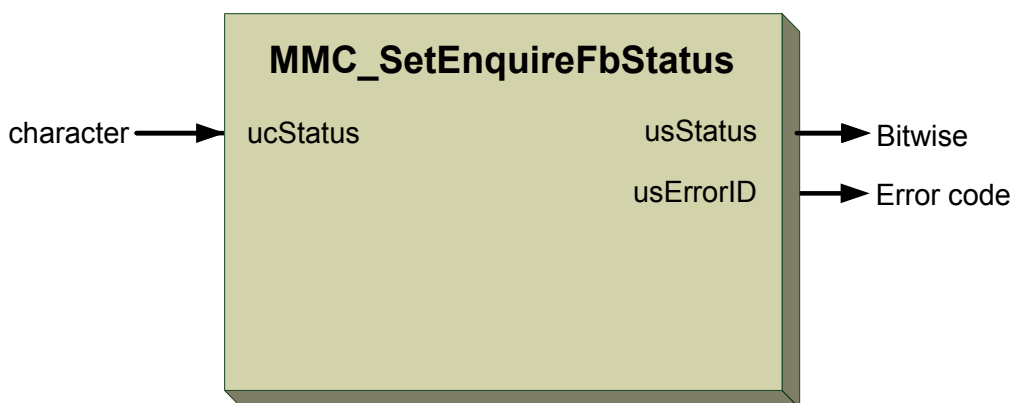 MMC_SetEnquireFbStatus
character ucStatus usStatus Bitwise
usErrorID Error code